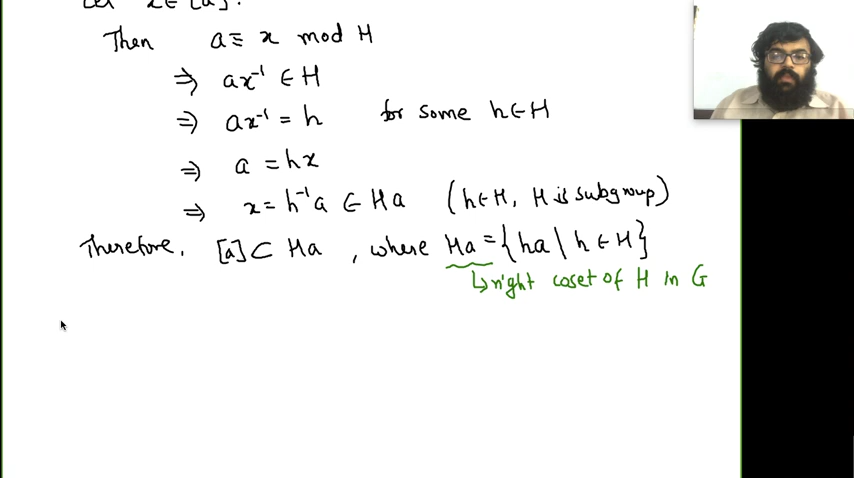 Let x ∈ [a].
Then a ≡ x mod H
⇒ ax⁻¹ ∈ H
⇒ ax⁻¹ = h for some h ∈ H
⇒ a = hx
⇒ x = h⁻¹a ∈ Ha (h ∈ H, H is subgroup)
Therefore, [a] ⊂ Ha, where Ha = {ha | h ∈ H}
↳ right coset of H in G